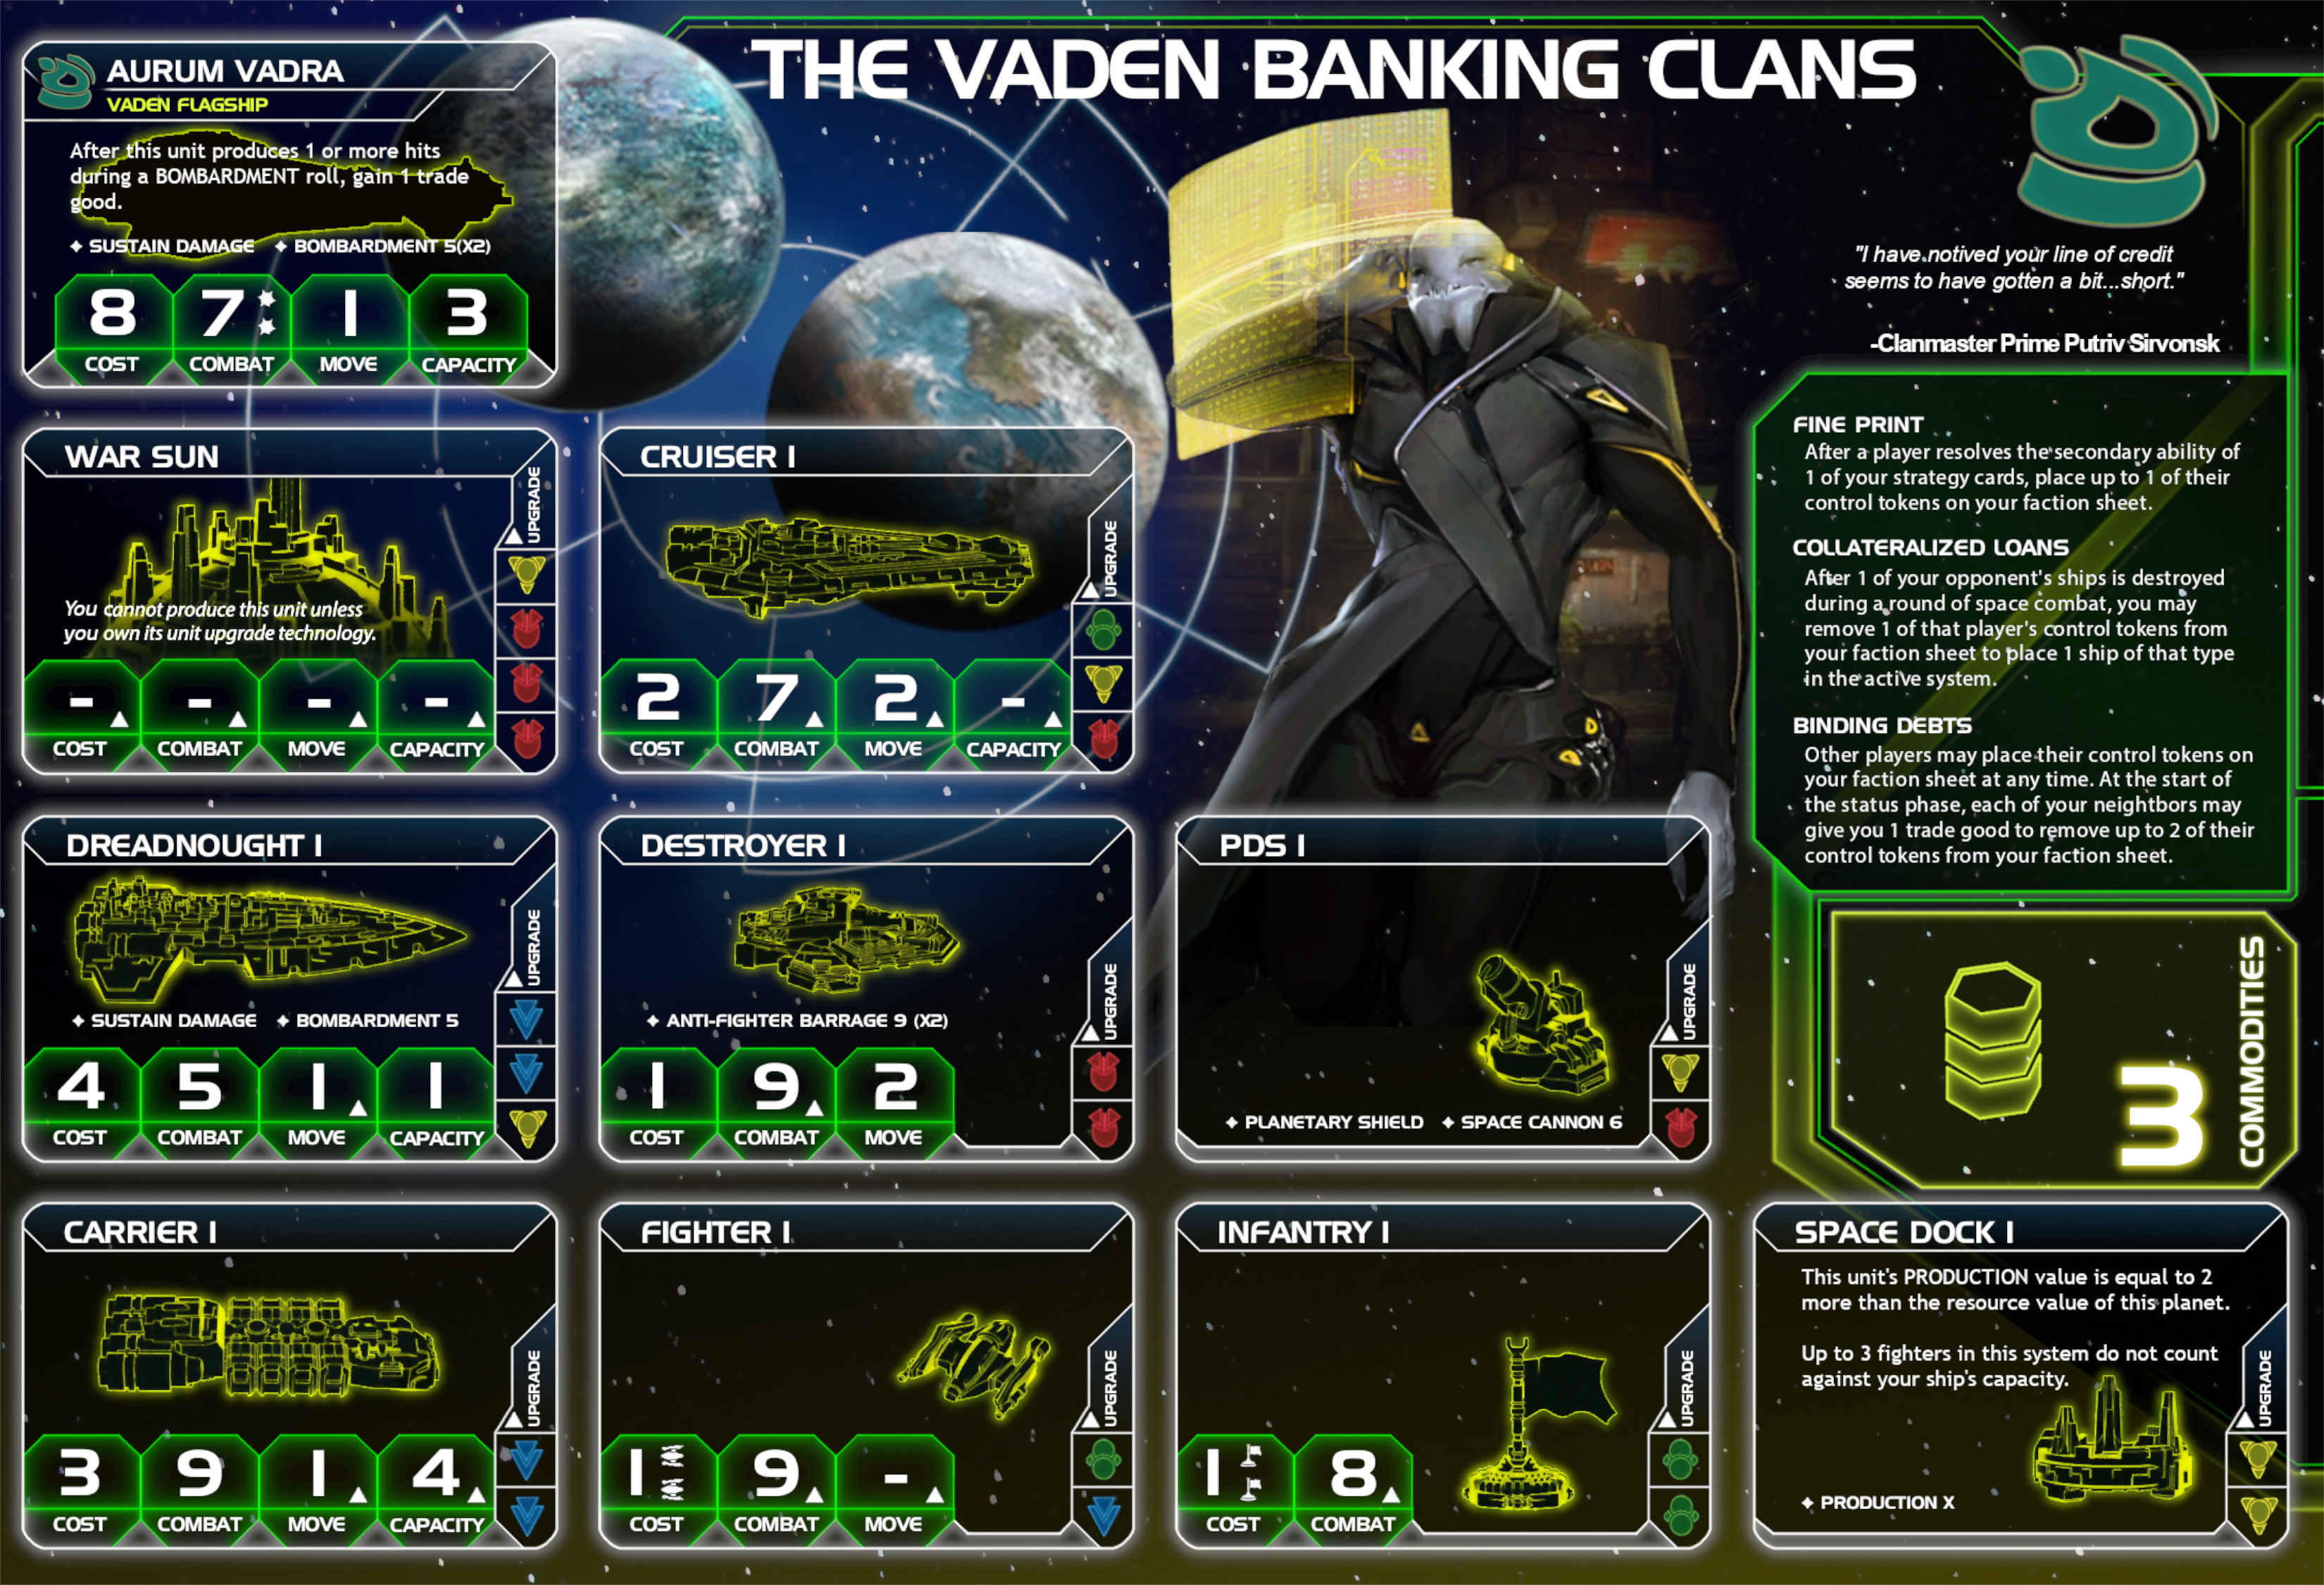 THE VADEN BANKING CLANS
AURUM VADRA
VADEN FLAGSHIP
After this unit produces 1 or more hits
during a BOMBARDMENT roll, gain 1 trade
good.
SUSTAIN DAMAGE BOMBARDMENT 5(X2)
8 7 1 3
COST COMBAT MOVE CAPACITY
"I have notived your line of credit
seems to have gotten a bit...short."
-Clanmaster Prime Putriv Sirvonsk
FINE PRINT
After a player resolves the secondary ability of
1 of your strategy cards, place up to 1 of their
control tokens on your faction sheet.
COLLATERALIZED LOANS
After 1 of your opponent's ships is destroyed
during a round of space combat, you may
remove 1 of that player's control tokens from
your faction sheet to place 1 ship of that type
in the active system.
BINDING DEBTS
Other players may place their control tokens on
your faction sheet at any time. At the start of
the status phase, each of your neighbors may
give you 1 trade good to remove up to 2 of their
control tokens from your faction sheet.
WAR SUN
UPGRADE
You cannot produce this unit unless
you own its unit upgrade technology.
- - - -
COST COMBAT MOVE CAPACITY
CRUISER I
UPGRADE
2 7 2 -
COST COMBAT MOVE CAPACITY
DREADNOUGHT I
UPGRADE
SUSTAIN DAMAGE BOMBARDMENT 5
4 5 1 1
COST COMBAT MOVE CAPACITY
DESTROYER I
UPGRADE
ANTI-FIGHTER BARRAGE 9 (X2)
1 9 2
COST COMBAT MOVE
PDS I
UPGRADE
PLANETARY SHIELD SPACE CANNON 6
3
COMMODITIES
CARRIER I
UPGRADE
3 9 1 4
COST COMBAT MOVE CAPACITY
FIGHTER I
UPGRADE
1 9 -
COST COMBAT MOVE
INFANTRY I
UPGRADE
1 8
COST COMBAT
SPACE DOCK I
This unit's PRODUCTION value is equal to 2
more than the resource value of this planet.
Up to 3 fighters in this system do not count
against your ship's capacity.
UPGRADE
PRODUCTION X